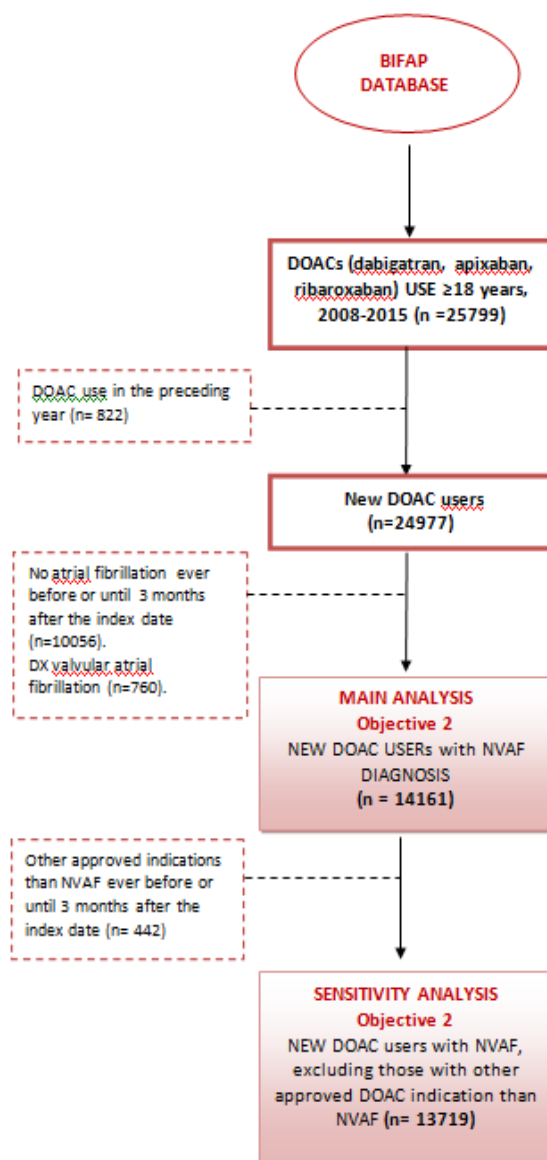 BIFAP
DATABASE
DOACs (dabigatran, apixaban,
ribaroxaban) USE ≥18 years,
2008-2015 (n =25799)
DOAC use in the preceding
year (n= 822)
New DOAC users
(n=24977)
No atrial fibrillation ever
before or until 3 months
after the index date
(n=10056).
DX valvular atrial
fibrillation (n=760).
MAIN ANALYSIS
Objective 2
NEW DOAC USERs with NVAF
DIAGNOSIS
(n = 14161)
Other approved indications
than NVAF ever before or
until 3 months after the
index date (n= 442)
SENSITIVITY ANALYSIS
Objective 2
NEW DOAC users with NVAF,
excluding those with other
approved DOAC indication than
NVAF (n= 13719)